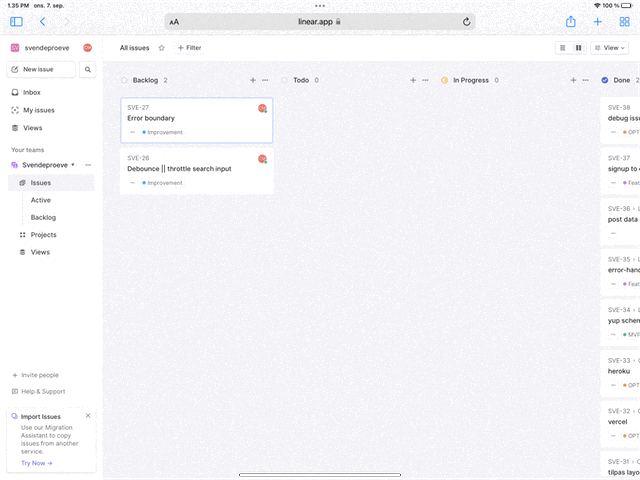 1.35 PM ons. 7. sep.
100 %
AA
linear.app
svendeproeve
All issues
Filter
View
New issue
Inbox
My issues
Views
Your teams
Svendeproeve
Issues
Active
Backlog
Projects
Views
Invite people
Help & Support
Import Issues
Use our Migration
Assistant to copy
issues from another
service.
Try Now →
Backlog 2
SVE-27
Error boundary
Improvement
SVE-26
Debounce || throttle search input
Improvement
Todo 0
In Progress 0
Done
SVE-38
debug issu
OPT
SVE-37
signup to
Feat
SVE-36 › L
post data
SVE-35 › L
error-hand
Feat
SVE-34 › L
yup schem
MVP
SVE-33 › C
heroku
OPT
SVE-32 › C
vercel
OPT
SVE-31 › C
tilpas layo